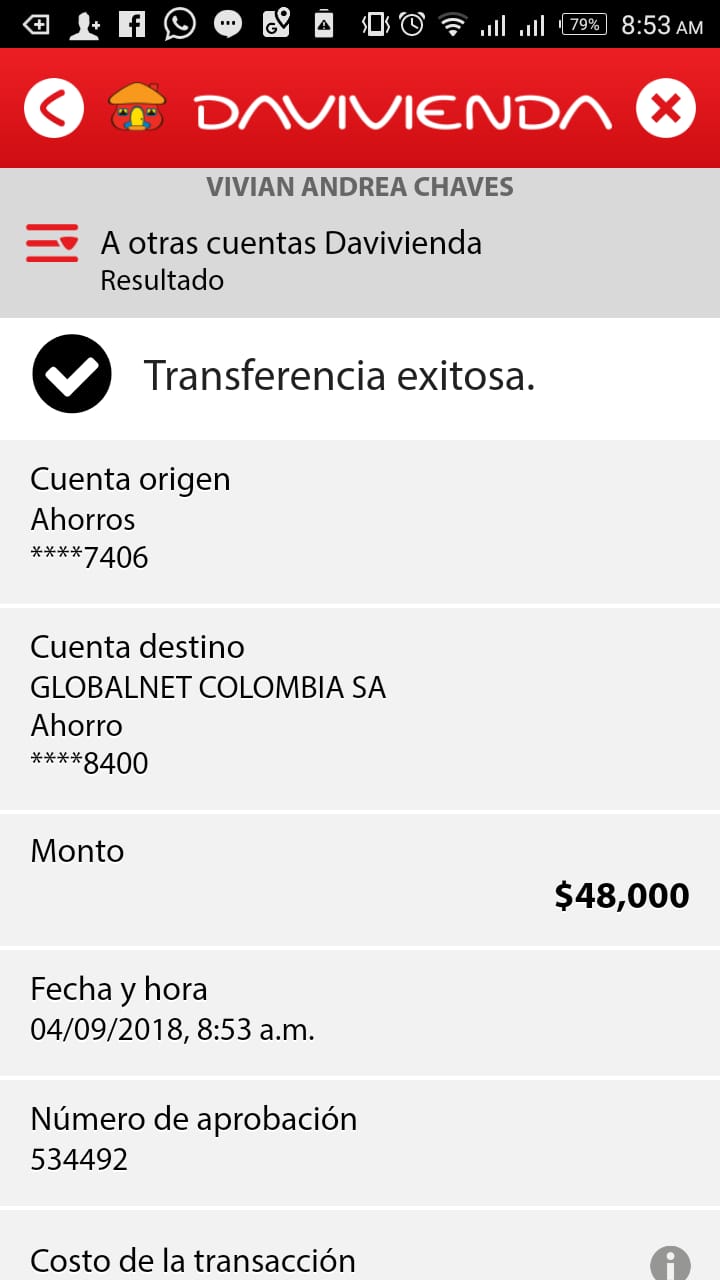 79% 8:53 AM
DAVIVIENDA
VIVIAN ANDREA CHAVES
A otras cuentas Davivienda
Resultado
Transferencia exitosa.
Cuenta origen
Ahorros
****7406
Cuenta destino
GLOBALNET COLOMBIA SA
Ahorro
****8400
Monto
$48,000
Fecha y hora
04/09/2018, 8:53 a.m.
Número de aprobación
534492
Costo de la transacción